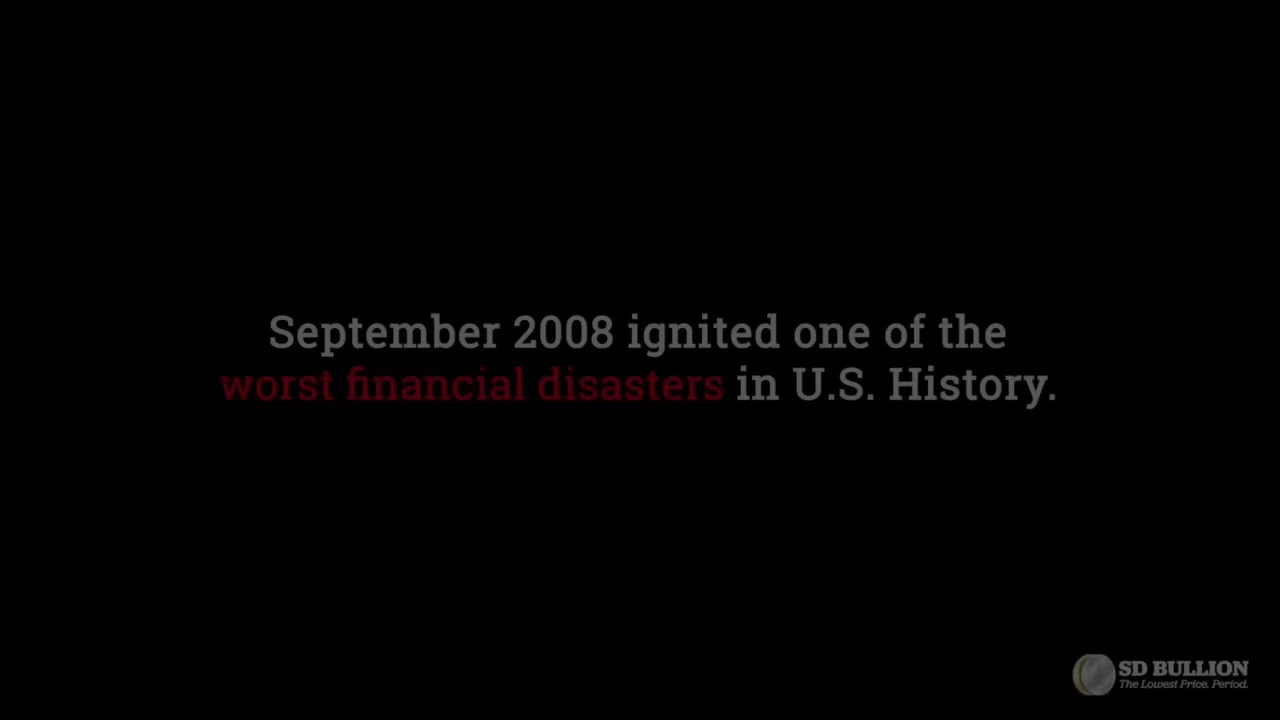 September 2008 ignited one of the
worst financial disasters in U.S. History.
SD BULLION
The Lowest Price. Period.